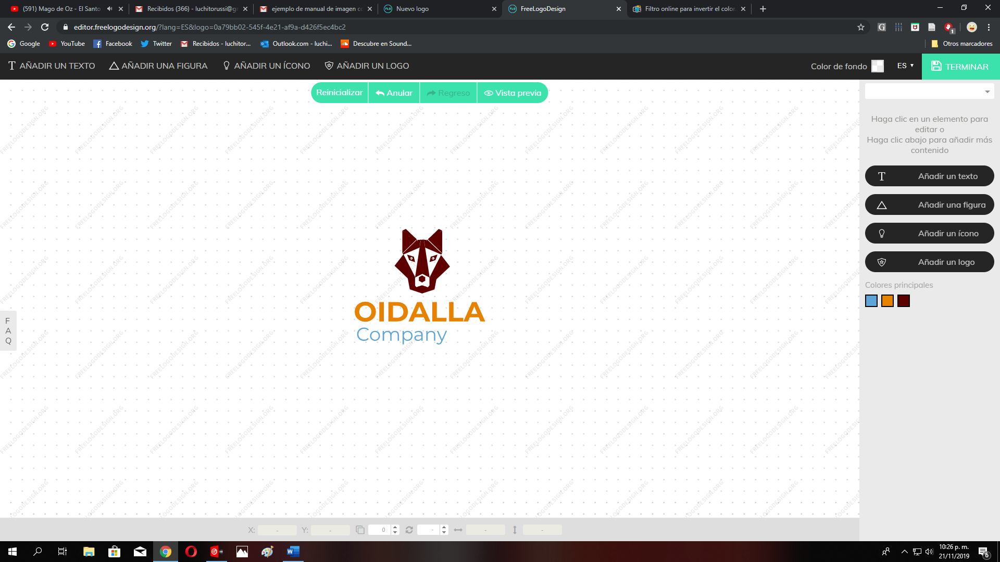 (591) Mago de Oz - El Santo
Recibidos (366) - luchitorussi@g
ejemplo de manual de imagen c
Nuevo logo
FreeLogoDesign
Filtro online para invertir el color
editor.freelogodesign.org/?lang=ES&logo=0a79bb02-545f-4e21-af9a-d426f5ec4bc2
Google
YouTube
Facebook
Twitter
Recibidos - luchitor...
Outlook.com - luchi...
Descubre en Sound...
Otros marcadores
AÑADIR UN TEXTO
AÑADIR UNA FIGURA
AÑADIR UN ÍCONO
AÑADIR UN LOGO
Color de fondo
ES
TERMINAR
Reinicializar
Anular
Regreso
Vista previa
FREELOGODESIGN.ORG
Haga clic en un elemento para
editar o
Haga clic abajo para añadir más
contenido
Añadir un texto
Añadir una figura
Añadir un ícono
Añadir un logo
Colores principales
OIDALLA
Company
F
A
Q
X: -
Y: -
0
-
-
-
10:26 p. m.
21/11/2019
6